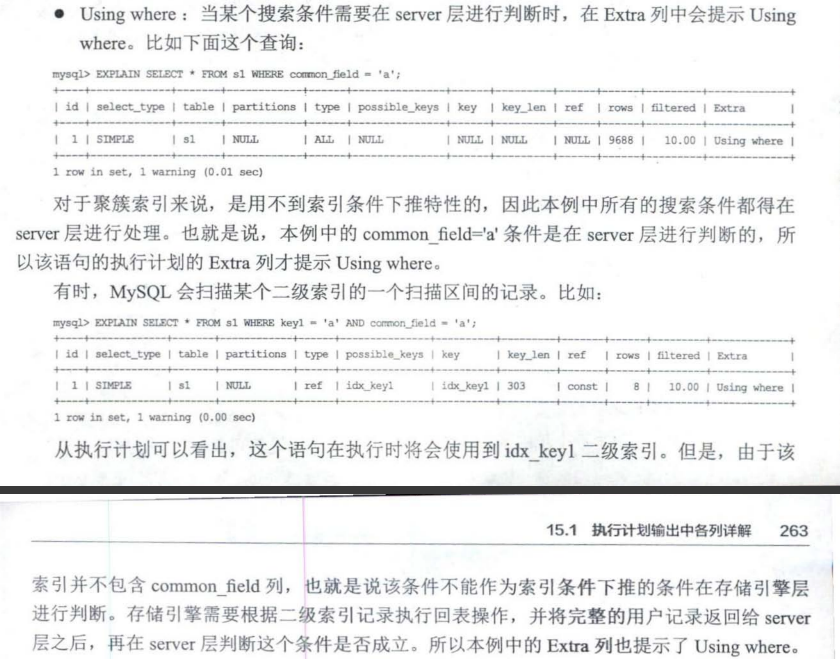 ● Using where：当某个搜索条件需要在 server 层进行判断时，在 Extra 列中会提示 Using
where。比如下面这个查询：
mysql> EXPLAIN SELECT * FROM s1 WHERE common_field = 'a';
+----+-------------+-------+------------+------+---------------+------+---------+------+------+----------+-------------+
| id | select_type | table | partitions | type | possible_keys | key | key_len | ref | rows | filtered | Extra |
+----+-------------+-------+------------+------+---------------+------+---------+------+------+----------+-------------+
| 1 | SIMPLE | s1 | NULL | ALL | NULL | NULL | NULL | NULL | 9688 | 10.00 | Using where |
+----+-------------+-------+------------+------+---------------+------+---------+------+------+----------+-------------+
1 row in set, 1 warning (0.01 sec)
对于聚簇索引来说，是用不到索引条件下推特性的，因此本例中所有的搜索条件都得在
server 层进行处理。也就是说，本例中的 common_field='a' 条件是在 server 层进行判断的，所
以该语句的执行计划的 Extra 列才提示 Using where。
有时，MySQL 会扫描某个二级索引的一个扫描区间的记录。比如：
mysql> EXPLAIN SELECT * FROM s1 WHERE key1 = 'a' AND common_field = 'a';
+----+-------------+-------+------------+------+---------------+----------+---------+-------+------+----------+-------------+
| id | select_type | table | partitions | type | possible_keys | key | key_len | ref | rows | filtered | Extra |
+----+-------------+-------+------------+------+---------------+----------+---------+-------+------+----------+-------------+
| 1 | SIMPLE | s1 | NULL | ref | idx_key1 | idx_key1 | 303 | const | 8 | 10.00 | Using where |
+----+-------------+-------+------------+------+---------------+----------+---------+-------+------+----------+-------------+
1 row in set, 1 warning (0.00 sec)
从执行计划可以看出，这个语句在执行时将会使用到 idx_key1 二级索引。但是，由于该
15.1 执行计划输出中各列详解 263
索引并不包含 common_field 列，也就是说该条件不能作为索引条件下推的条件在存储引擎层
进行判断。存储引擎需要根据二级索引记录执行回表操作，并将完整的用户记录返回给 server
层之后，再在 server 层判断这个条件是否成立。所以本例中的 Extra 列也提示了 Using where。